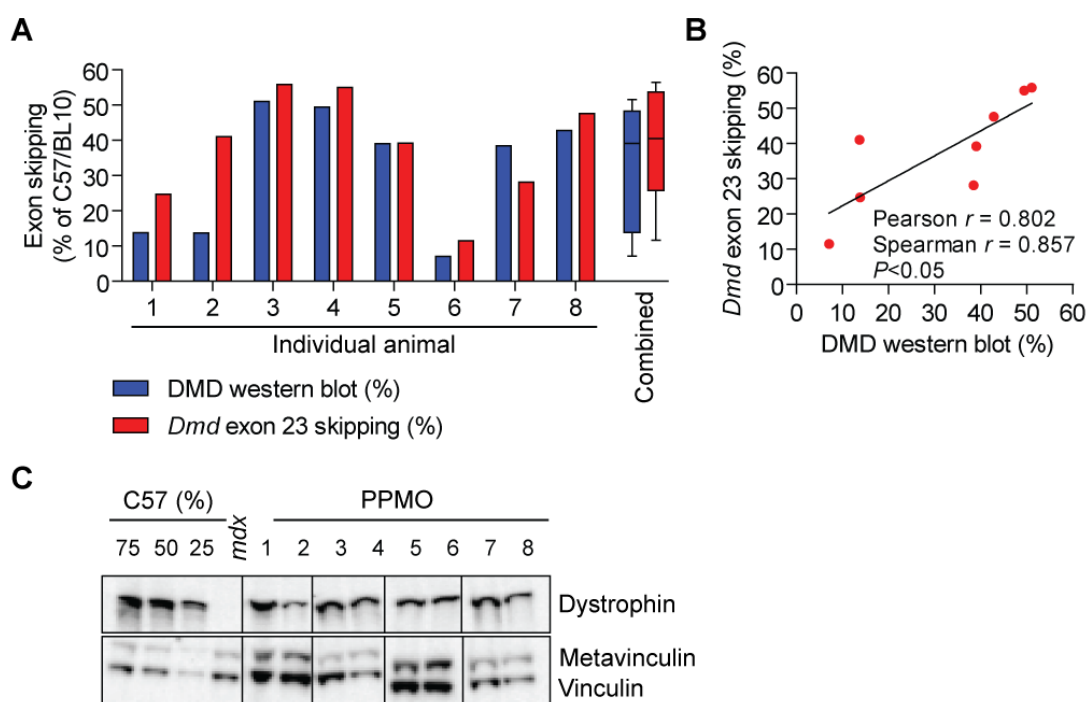 A
Exon skipping
(% of C57/BL10)
60
50
40
30
20
10
0
1 2 3 4 5 6 7 8
Individual animal
Combined
DMD western blot (%)
Dmd exon 23 skipping (%)
B
Dmd exon 23 skipping (%)
60
50
40
30
20
10
0
Pearson r = 0.802
Spearman r = 0.857
P<0.05
0 10 20 30 40 50 60
DMD western blot (%)
C
C57 (%) mdx PPMO
75 50 25 1 2 3 4 5 6 7 8
Dystrophin
Metavinculin
Vinculin